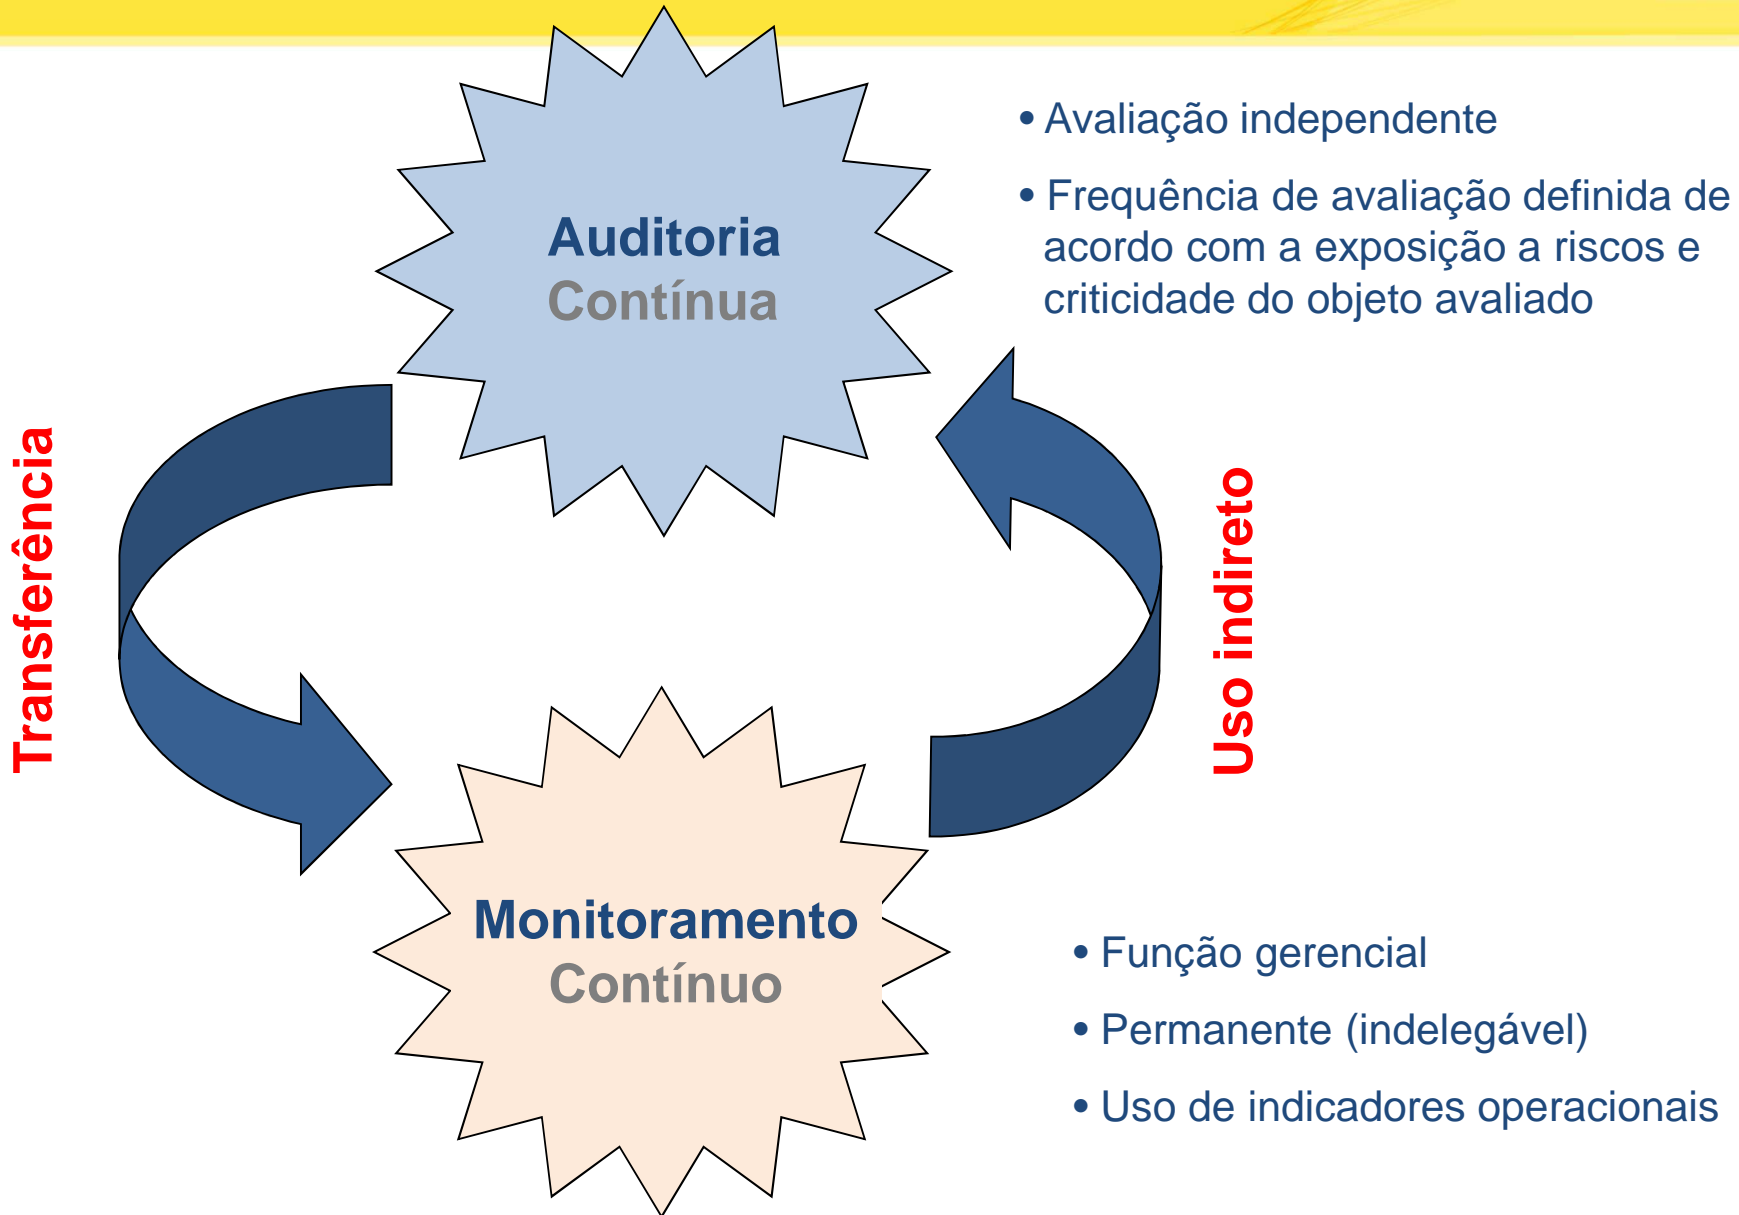 Auditoria
Contínua
• Avaliação independente
• Frequência de avaliação definida de
acordo com a exposição a riscos e
criticidade do objeto avaliado
Transferência
Uso indireto
Monitoramento
Contínuo
• Função gerencial
• Permanente (indelegável)
• Uso de indicadores operacionais